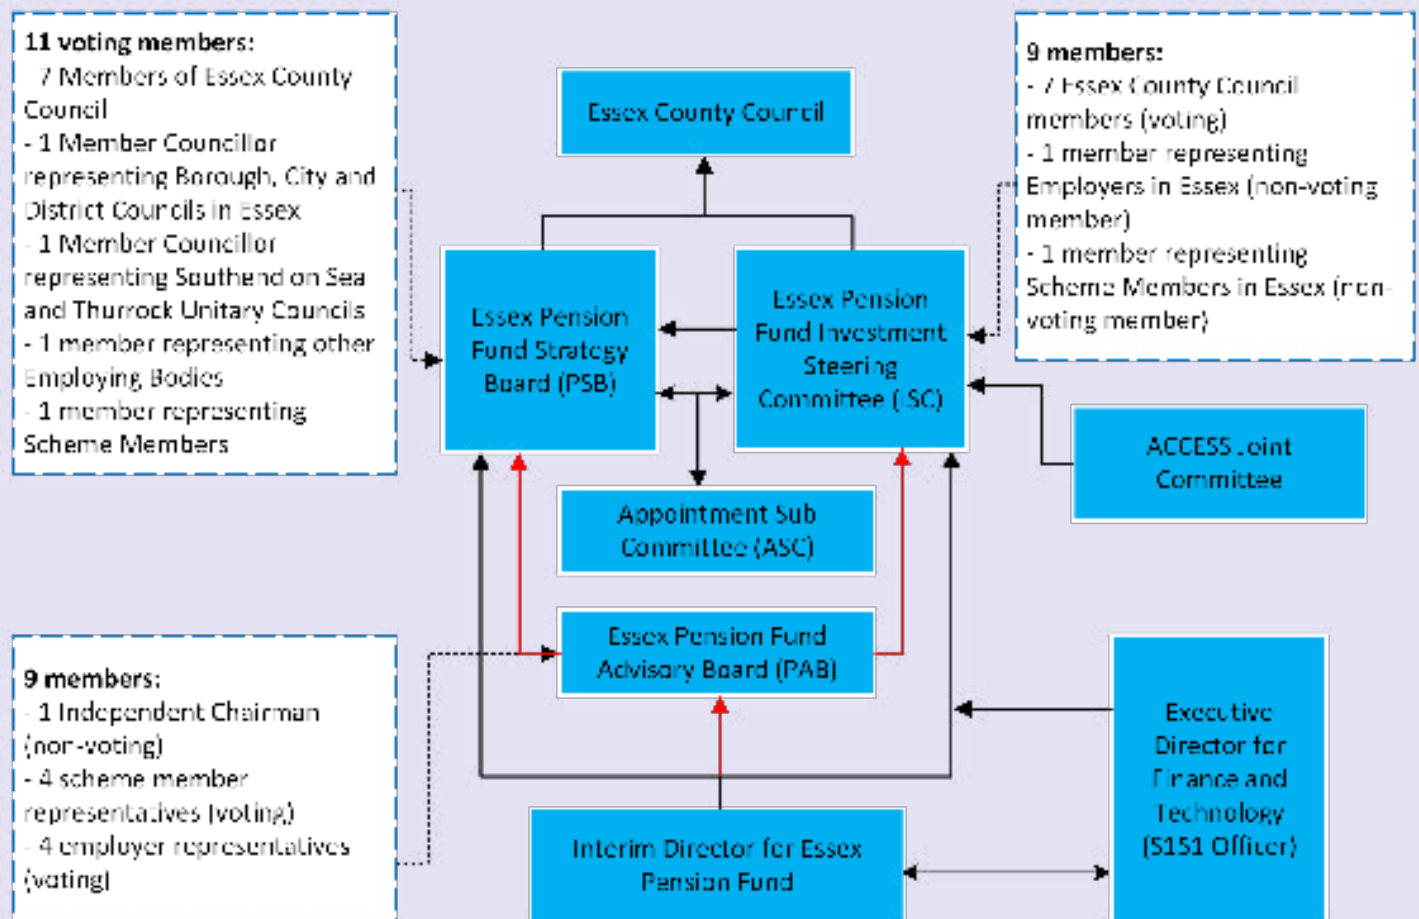 11 voting members:
- 7 Members of Essex County
Council
- 1 Member Councillor
representing Borough, City and
District Councils in Essex
- 1 Member Councillor
representing Southend on Sea
and Thurrock Unitary Councils
- 1 member representing other
Employing Bodies
- 1 member representing
Scheme Members
Essex County Council
9 members:
- 7 Essex County Council
members (voting)
- 1 member representing
Employers in Essex (non-voting
member)
- 1 member representing
Scheme Members in Essex (non-
voting member)
Essex Pension
Fund Strategy
Board (PSB)
Essex Pension
Fund Investment
Steering
Committee (ISC)
ACCESS Joint
Committee
Appointment Sub
Committee (ASC)
Essex Pension Fund
Advisory Board (PAB)
9 members:
- 1 Independent Chairman
(non-voting)
- 4 scheme member
representatives (voting)
- 4 employer representatives
(voting)
Interim Director for Essex
Pension Fund
Executive
Director for
Finance and
Technology
(S151 Officer)